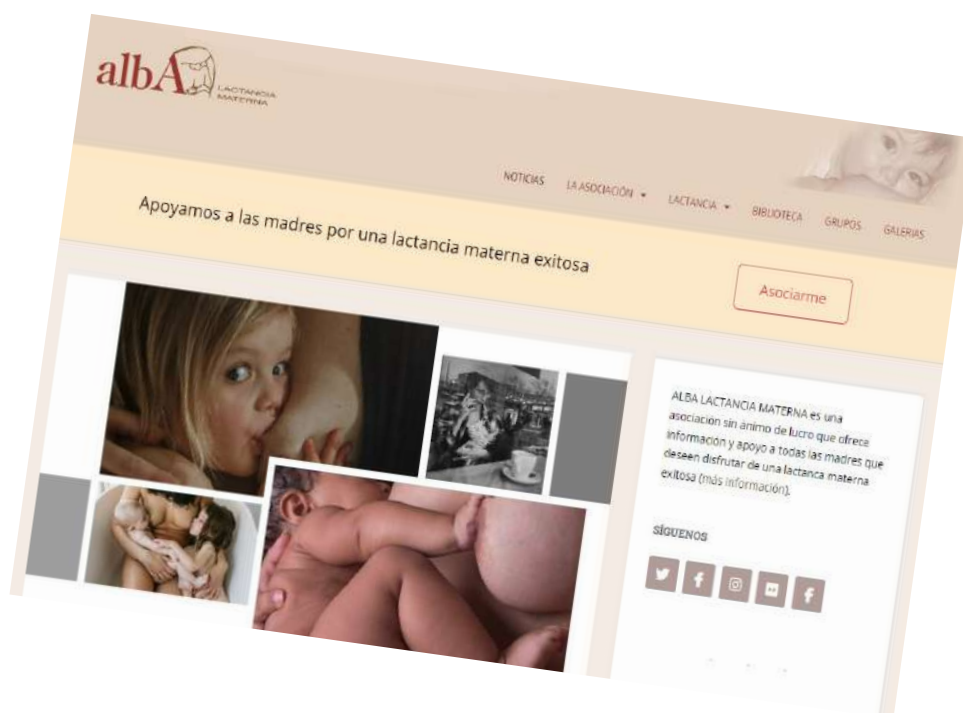 albA
LACTANCIA
MATERNA
NOTICIAS LA ASOCIACIÓN LACTANCIA BIBLIOTECA GRUPOS GALERIAS
Apoyamos a las madres por una lactancia materna exitosa
Asociarme
ALBA LACTANCIA MATERNA es una
asociación sin ánimo de lucro que ofrece
información y apoyo a todas las madres que
deseen disfrutar de una lactanca materna
exitosa (más información).
SÍGUENOS